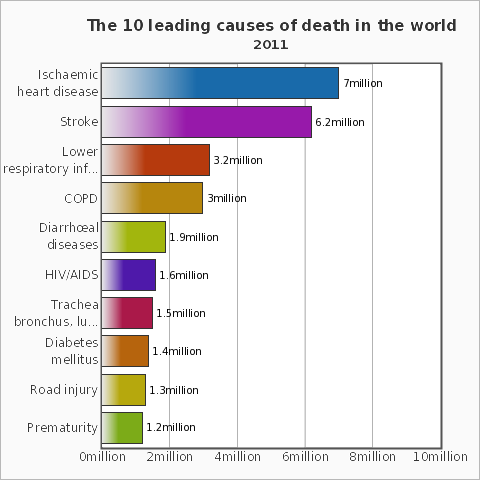 The 10 leading causes of death in the world
2011
Ischaemic
heart disease
7million
Stroke
6.2million
Lower
respiratory inf...
3.2million
COPD
3million
Diarrhœal
diseases
1.9million
HIV/AIDS
1.6million
Trachea
bronchus, lu...
1.5million
Diabetes
mellitus
1.4million
Road injury
1.3million
Prematurity
1.2million
0million 2million 4million 6million 8million 10million